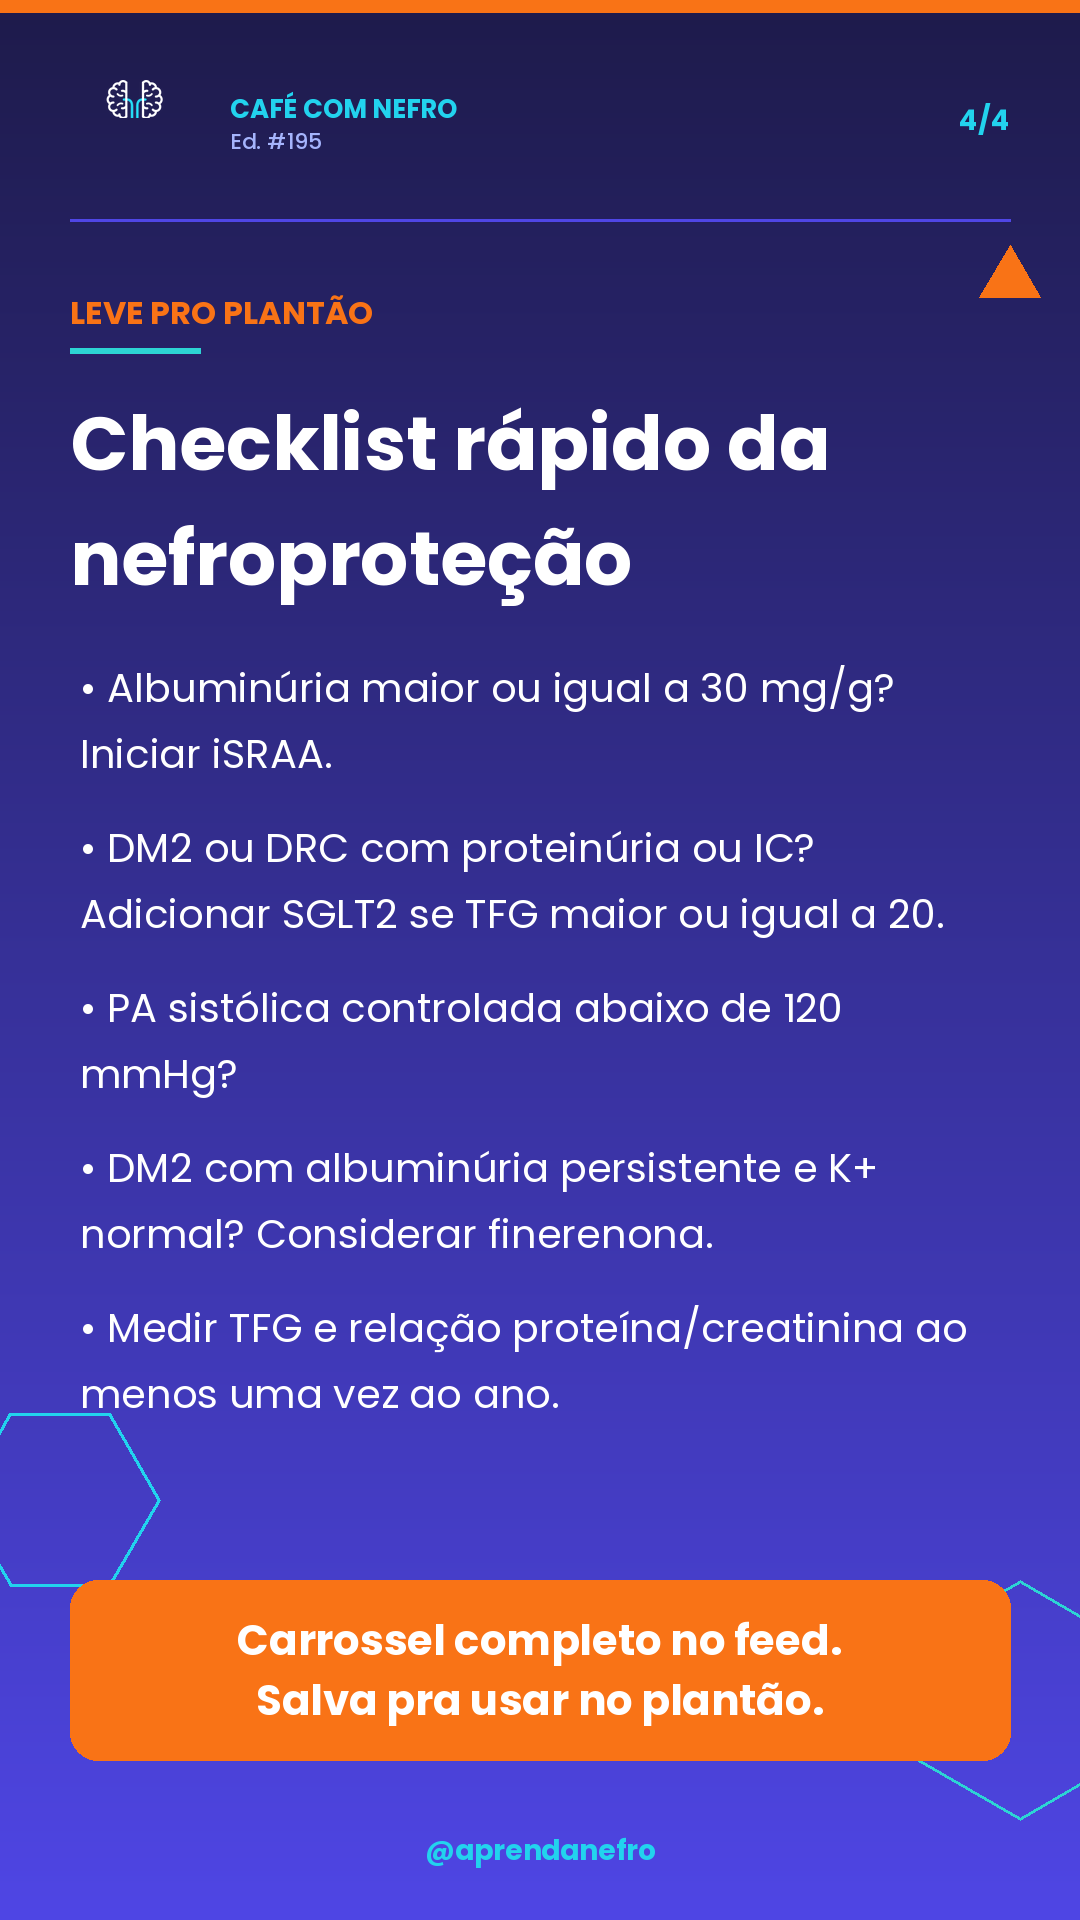 CAFÉ COM NEFRO
Ed. #195
4/4
LEVE PRO PLANTÃO
Checklist rápido da
nefroproteção
• Albuminúria maior ou igual a 30 mg/g?
Iniciar iSRAA.
• DM2 ou DRC com proteinúria ou IC?
Adicionar SGLT2 se TFG maior ou igual a 20.
• PA sistólica controlada abaixo de 120
mmHg?
• DM2 com albuminúria persistente e K+
normal? Considerar finerenona.
• Medir TFG e relação proteína/creatinina ao
menos uma vez ao ano.
Carrossel completo no feed.
Salva pra usar no plantão.
@aprendanefro